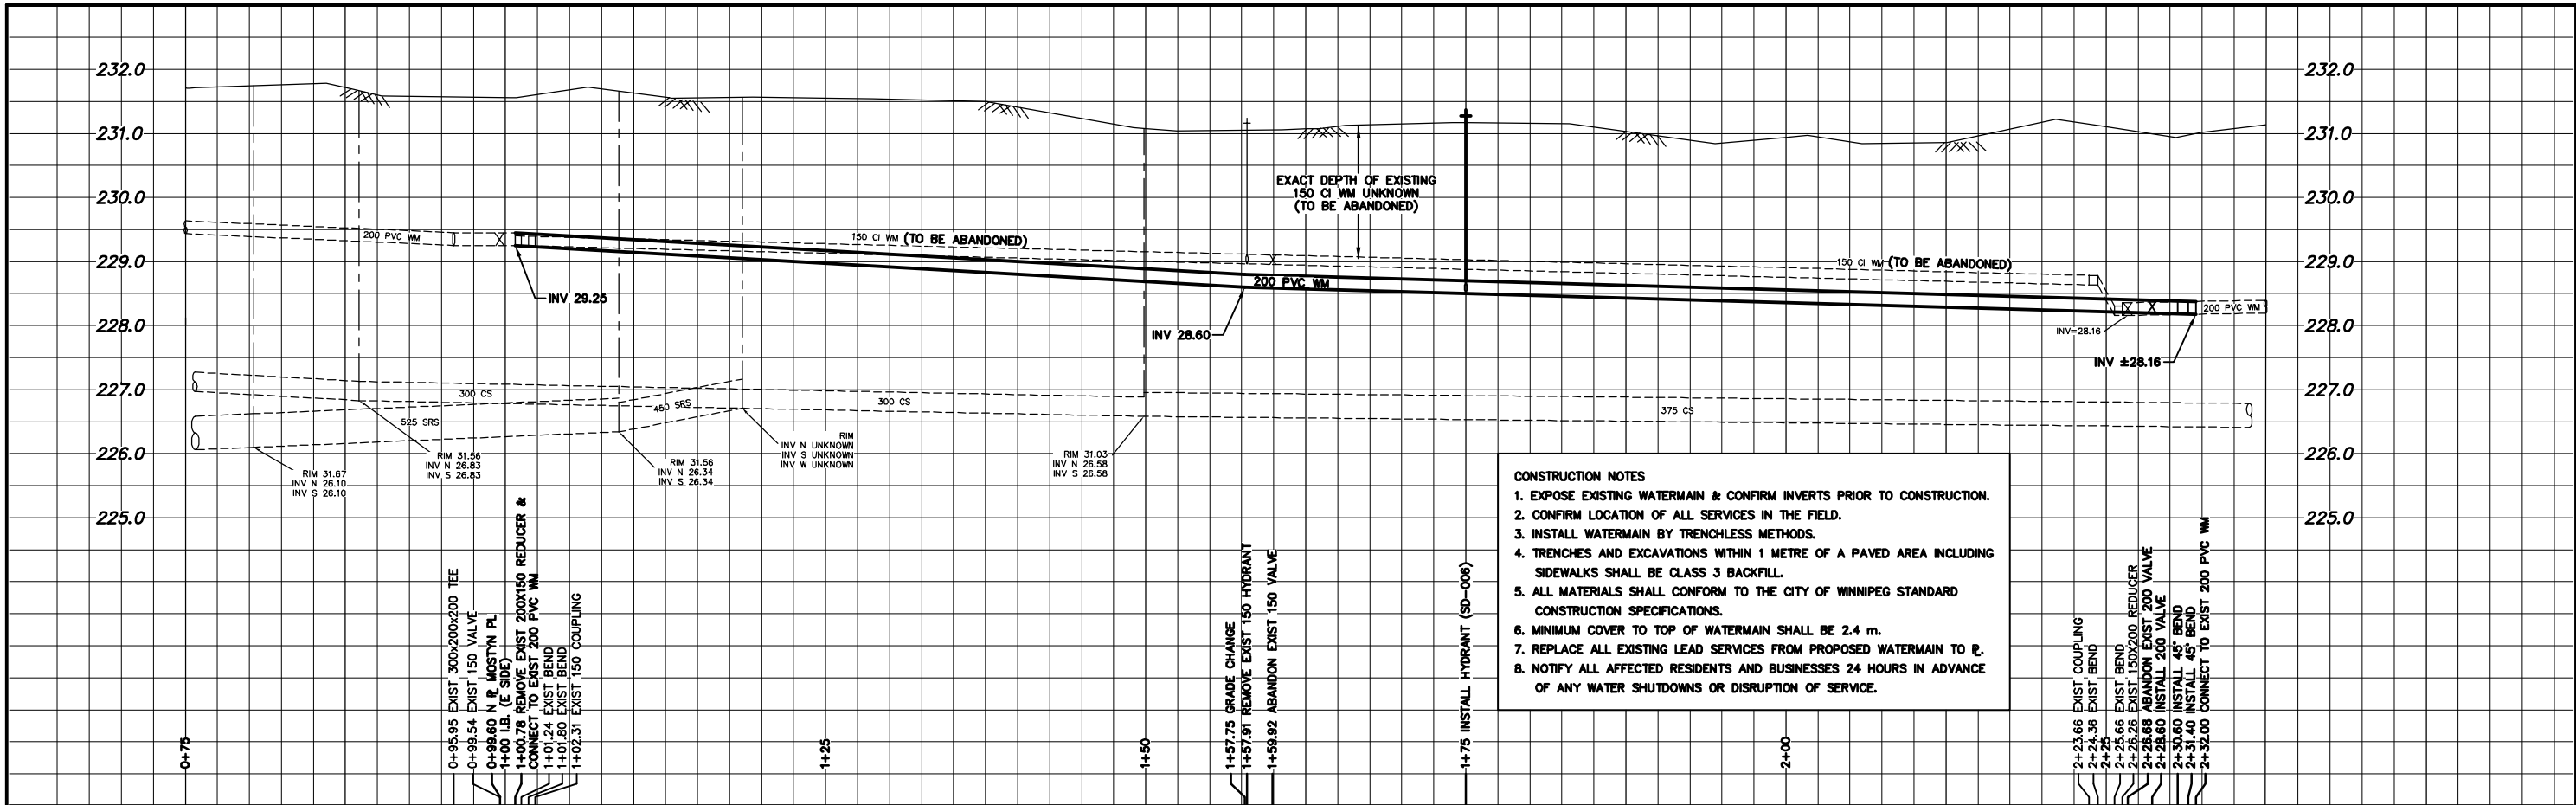 232.0
232.0
231.0
231.0
EXACT DEPTH OF EXISTING
150 CI WM UNKNOWN
(TO BE ABANDONED)
230.0
230.0
200 PVC WM
150 CI WM (TO BE ABANDONED)
229.0
150 CI WM (TO BE ABANDONED)
229.0
INV 29.25
200 PVC WM
200 PVC WM
228.0
INV 28.60
INV=28.16
228.0
INV ±28.16
227.0
300 CS
450 SRS
300 CS
375 CS
227.0
525 SRS
226.0
226.0
RIM 31.67
INV N 26.10
INV S 26.10
RIM 31.56
INV N 26.83
INV S 26.83
RIM 31.56
INV N 26.34
INV S 26.34
RIM
INV N UNKNOWN
INV S UNKNOWN
INV W UNKNOWN
RIM 31.03
INV N 26.58
INV S 26.58
225.0
225.0
CONSTRUCTION NOTES
1. EXPOSE EXISTING WATERMAIN & CONFIRM INVERTS PRIOR TO CONSTRUCTION.
2. CONFIRM LOCATION OF ALL SERVICES IN THE FIELD.
3. INSTALL WATERMAIN BY TRENCHLESS METHODS.
4. TRENCHES AND EXCAVATIONS WITHIN 1 METRE OF A PAVED AREA INCLUDING
SIDEWALKS SHALL BE CLASS 3 BACKFILL.
5. ALL MATERIALS SHALL CONFORM TO THE CITY OF WINNIPEG STANDARD
CONSTRUCTION SPECIFICATIONS.
6. MINIMUM COVER TO TOP OF WATERMAIN SHALL BE 2.4 m.
7. REPLACE ALL EXISTING LEAD SERVICES FROM PROPOSED WATERMAIN TO ⅊.
8. NOTIFY ALL AFFECTED RESIDENTS AND BUSINESSES 24 HOURS IN ADVANCE
OF ANY WATER SHUTDOWNS OR DISRUPTION OF SERVICE.
0+75
0+95.95 EXIST 300x200x200 TEE
0+99.54 EXIST 150 VALVE
0+99.60 N ⅊ MOSTYN PL
1+00 I.B. (E SIDE)
1+00.78 REMOVE EXIST 200X150 REDUCER &
CONNECT TO EXIST 200 PVC WM
1+01.24 EXIST BEND
1+01.80 EXIST BEND
1+02.31 EXIST 150 COUPLING
1+25
1+50
1+57.75 GRADE CHANGE
1+57.91 REMOVE EXIST 150 HYDRANT
1+59.92 ABANDON EXIST 150 VALVE
1+75 INSTALL HYDRANT (SD-006)
2+00
2+23.66 EXIST COUPLING
2+24.36 EXIST BEND
2+25
2+25.66 EXIST BEND
2+26.26 EXIST 150X200 REDUCER
2+26.68 ABANDON EXIST 200 VALVE
2+28.60 INSTALL 200 VALVE
2+30.60 INSTALL 45° BEND
2+31.40 INSTALL 45° BEND
2+32.00 CONNECT TO EXIST 200 PVC WM